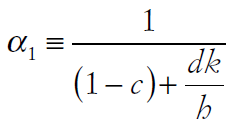 α₁ ≡ 1 / ((1 − c) + dk/h)